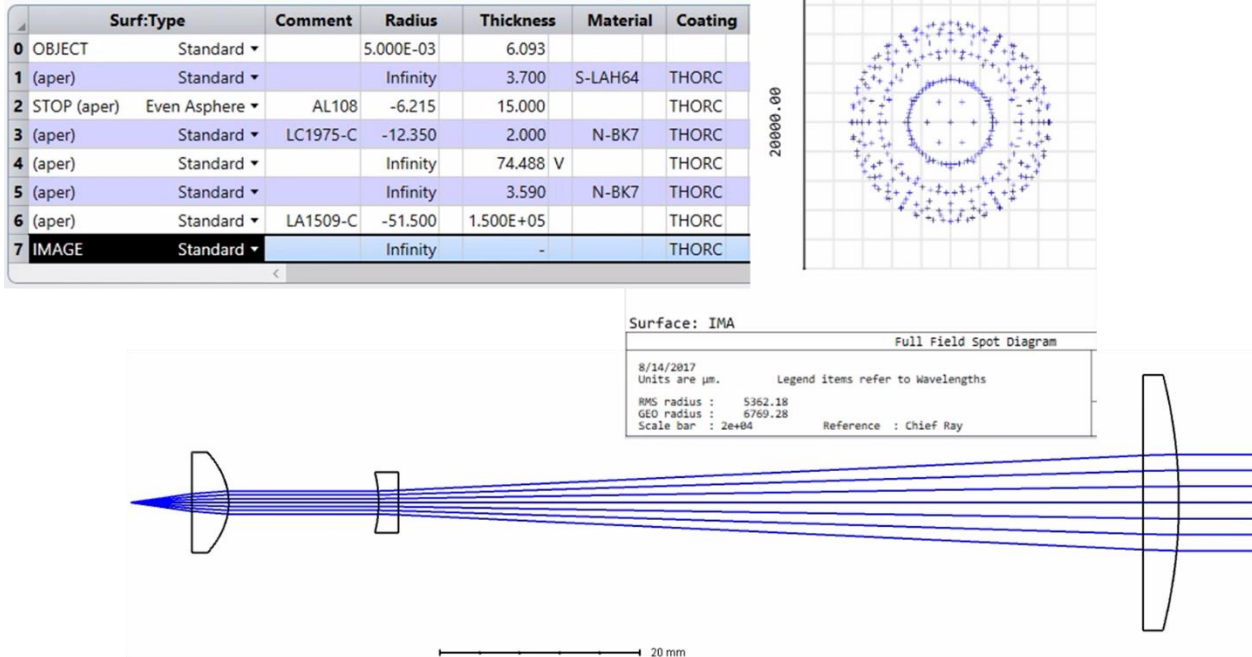 Surf:Type Comment Radius Thickness Material Coating
0 OBJECT Standard 5.000E-03 6.093
1 (aper) Standard Infinity 3.700 S-LAH64 THORC
2 STOP (aper) Even Asphere AL108 -6.215 15.000 THORC
3 (aper) Standard LC1975-C -12.350 2.000 N-BK7 THORC
4 (aper) Standard Infinity 74.488 V THORC
5 (aper) Standard Infinity 3.590 N-BK7 THORC
6 (aper) Standard LA1509-C -51.500 1.500E+05 THORC
7 IMAGE Standard Infinity - THORC
20000.00
Surface: IMA
Full Field Spot Diagram
8/14/2017
Units are µm. Legend items refer to Wavelengths
RMS radius : 5362.18
GEO radius : 6769.28
Scale bar : 2e+04 Reference : Chief Ray
20 mm